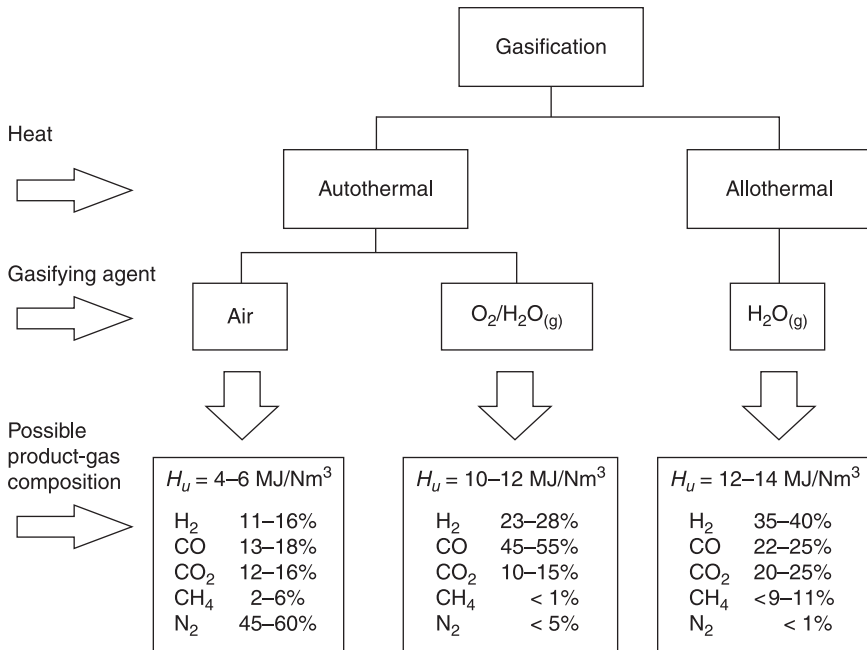 Gasification
Heat
Autothermal
Allothermal
Gasifying agent
Air
O₂/H₂O(g)
H₂O(g)
Possible
product-gas
composition
Hᵤ = 4–6 MJ/Nm³
H₂ 11–16%
CO 13–18%
CO₂ 12–16%
CH₄ 2–6%
N₂ 45–60%
Hᵤ = 10–12 MJ/Nm³
H₂ 23–28%
CO 45–55%
CO₂ 10–15%
CH₄ < 1%
N₂ < 5%
Hᵤ = 12–14 MJ/Nm³
H₂ 35–40%
CO 22–25%
CO₂ 20–25%
CH₄ <9–11%
N₂ < 1%